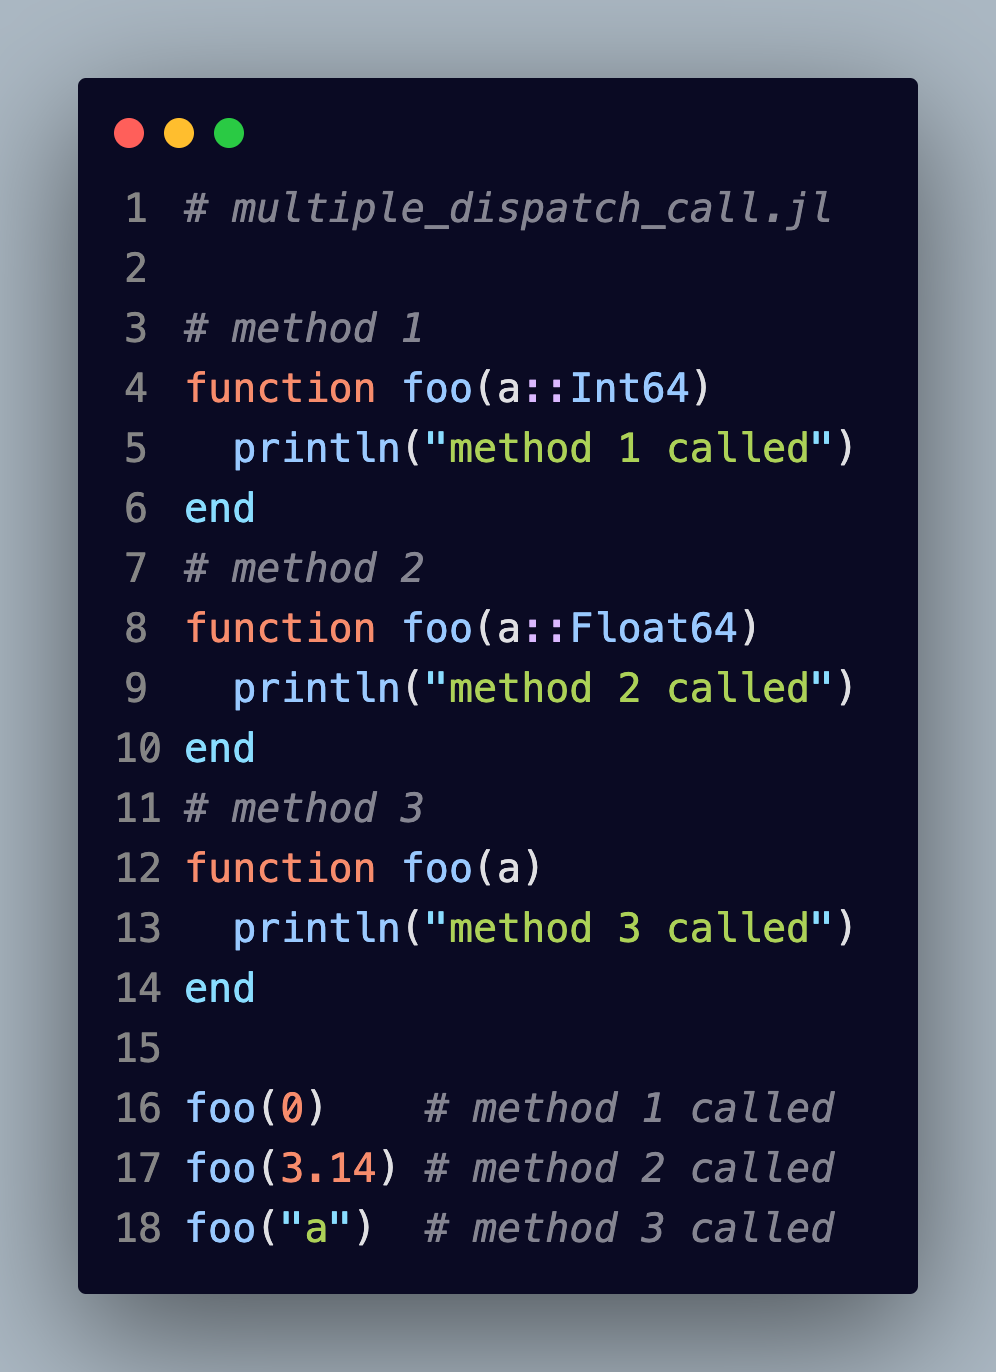 1 # multiple_dispatch_call.jl
2
3 # method 1
4 function foo(a::Int64)
5   println("method 1 called")
6 end
7 # method 2
8 function foo(a::Float64)
9   println("method 2 called")
10 end
11 # method 3
12 function foo(a)
13   println("method 3 called")
14 end
15
16 foo(0)    # method 1 called
17 foo(3.14) # method 2 called
18 foo("a")  # method 3 called